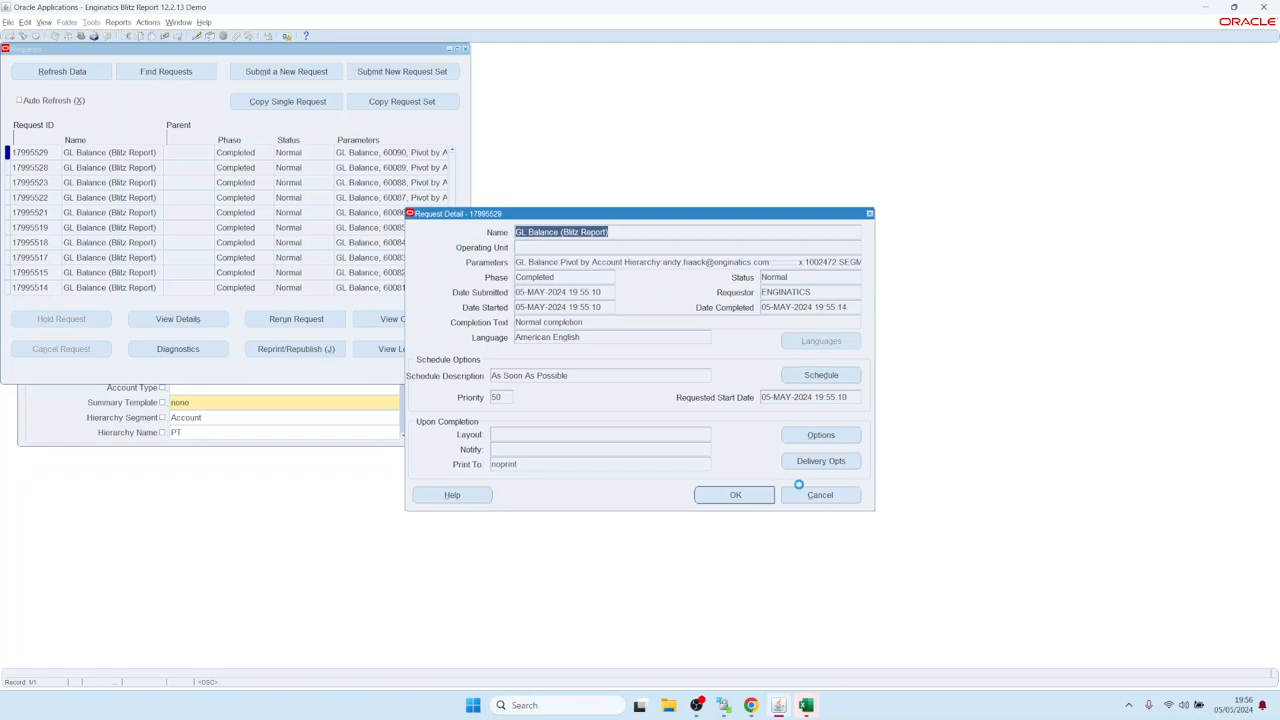 Oracle Applications - Enginatics Blitz Report 12.2.13 Demo
File Edit View Folder Tools Reports Actions Window Help
ORACLE
Requests
Refresh Data Find Requests Submit a New Request Submit New Request Set
Auto Refresh (X) Copy Single Request Copy Request Set
Request ID Parent
Name Phase Status Parameters
17995529 GL Balance (Blitz Report) Completed Normal GL Balance, 60090, Pivot by A
17995528 GL Balance (Blitz Report) Completed Normal GL Balance, 60089, Pivot by A
17995523 GL Balance (Blitz Report) Completed Normal GL Balance, 60088, Pivot by A
17995522 GL Balance (Blitz Report) Completed Normal GL Balance, 60087, Pivot by A
17995521 GL Balance (Blitz Report) Completed Normal GL Balance, 60086
17995519 GL Balance (Blitz Report) Completed Normal GL Balance, 60085
17995518 GL Balance (Blitz Report) Completed Normal GL Balance, 60084
17995517 GL Balance (Blitz Report) Completed Normal GL Balance, 60083
17995515 GL Balance (Blitz Report) Completed Normal GL Balance, 60082
17995514 GL Balance (Blitz Report) Completed Normal GL Balance, 60081
Hold Request View Details Rerun Request View O
Cancel Request Diagnostics Reprint/Republish (J) View Lo
Account Type
Summary Template none
Hierarchy Segment Account
Hierarchy Name PT
Request Detail - 17995529
Name GL Balance (Blitz Report)
Operating Unit
Parameters GL Balance Pivot by Account Hierarchy andy.haack@enginatics.com : : : : : : : : x 1002472 SEGM
Phase Completed Status Normal
Date Submitted 05-MAY-2024 19:55:10 Requestor ENGINATICS
Date Started 05-MAY-2024 19:55:10 Date Completed 05-MAY-2024 19:55:14
Completion Text Normal completion
Language American English Languages
Schedule Options
Schedule Description As Soon As Possible Schedule
Priority 50 Requested Start Date 05-MAY-2024 19:55:10
Upon Completion
Layout: Options
Notify:
Print To: noprint Delivery Opts
Help OK Cancel
Record: 1/1 ... <OSC>
Search
19:56
05/05/2024